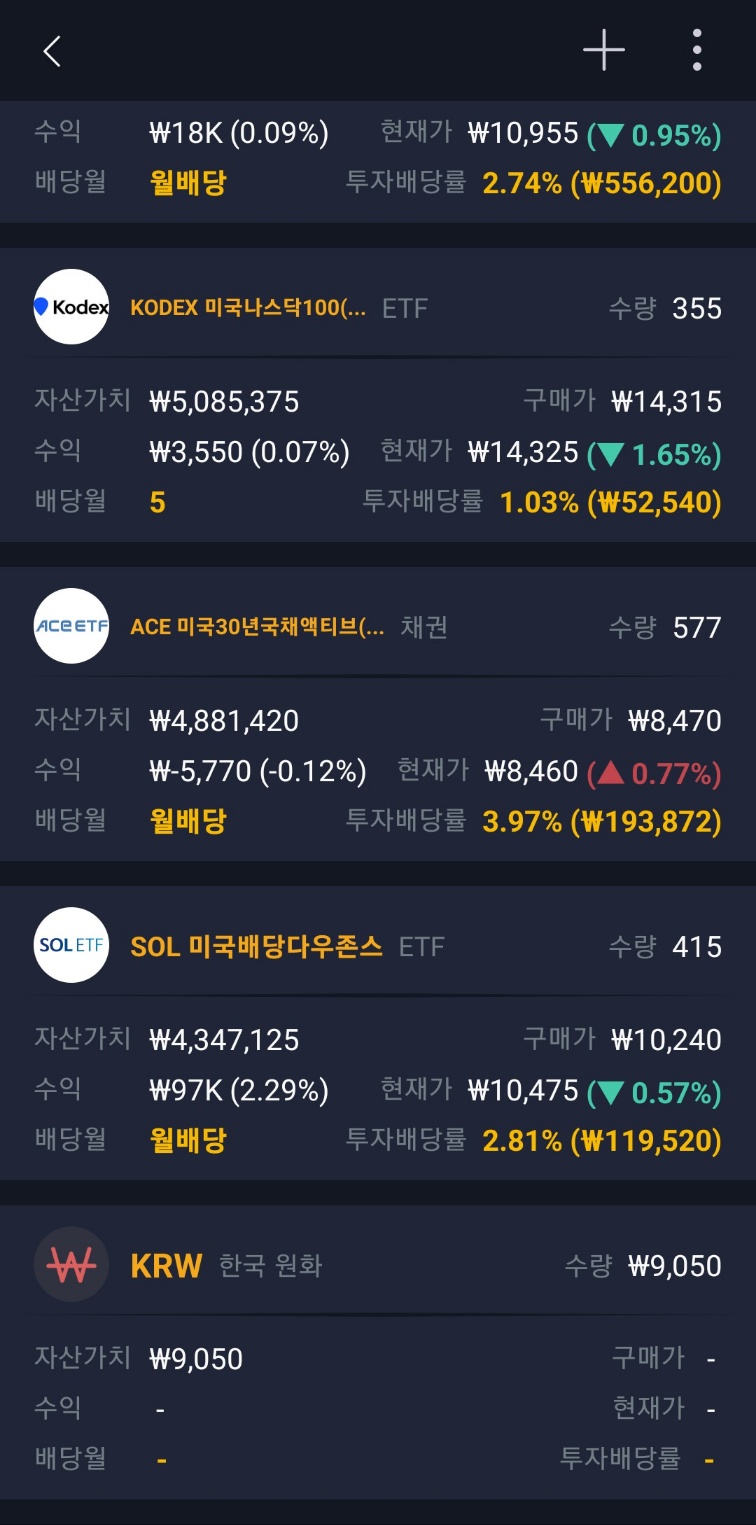 수익 ₩18K (0.09%) 현재가 ₩10,955 (▼ 0.95%)
배당월 월배당 투자배당률 2.74% (₩556,200)
Kodex KODEX 미국나스닥100(... ETF 수량 355
자산가치 ₩5,085,375 구매가 ₩14,315
수익 ₩3,550 (0.07%) 현재가 ₩14,325 (▼ 1.65%)
배당월 5 투자배당률 1.03% (₩52,540)
ACE ETF ACE 미국30년국채액티브(... 채권 수량 577
자산가치 ₩4,881,420 구매가 ₩8,470
수익 ₩-5,770 (-0.12%) 현재가 ₩8,460 (▲ 0.77%)
배당월 월배당 투자배당률 3.97% (₩193,872)
SOL ETF SOL 미국배당다우존스 ETF 수량 415
자산가치 ₩4,347,125 구매가 ₩10,240
수익 ₩97K (2.29%) 현재가 ₩10,475 (▼ 0.57%)
배당월 월배당 투자배당률 2.81% (₩119,520)
₩ KRW 한국 원화 수량 ₩9,050
자산가치 ₩9,050 구매가 -
수익 - 현재가 -
배당월 - 투자배당률 -